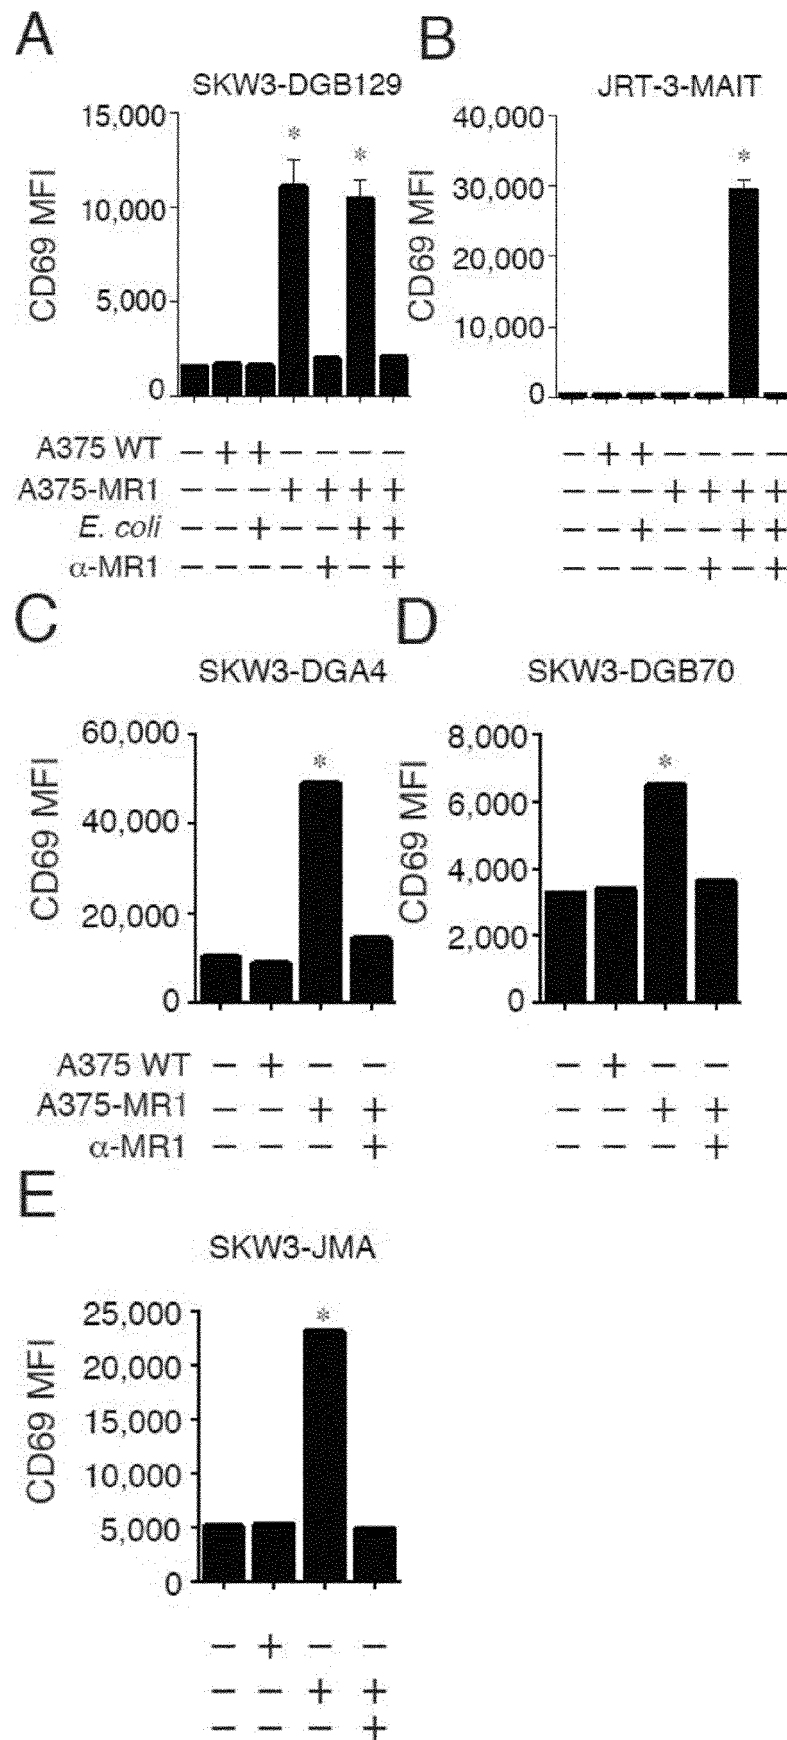 A
SKW3-DGB129
*
*
15,000
10,000
5,000
0
CD69 MFI
A375 WT − + + − − − −
A375-MR1 − − − + + + +
E. coli − − + − − + +
α-MR1 − − − − + − +
B
JRT-3-MAIT
*
40,000
30,000
20,000
10,000
0
CD69 MFI
− + + − − − −
− − − + + + +
− − + − − + +
− − − − + − +
C
SKW3-DGA4
*
60,000
40,000
20,000
0
CD69 MFI
A375 WT − + − −
A375-MR1 − − + +
α-MR1 − − − +
D
SKW3-DGB70
*
8,000
6,000
4,000
2,000
0
CD69 MFI
− + − −
− − + +
− − − +
E
SKW3-JMA
*
25,000
20,000
15,000
10,000
5,000
0
CD69 MFI
− + − −
− − + +
− − − +